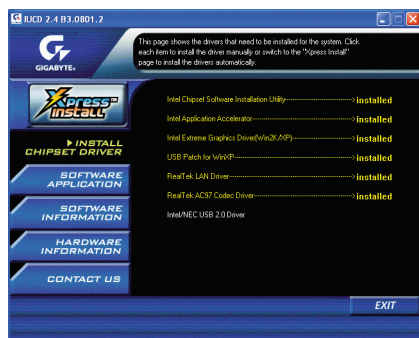 IUCD 2.4 B3.0801.2
This page shows the drivers that need to be installed for the system. Click
each item to install the driver manually or switch to the "Xpress Install"
page to install the drivers automatically.
G
GIGABYTE™
Xpress™
Install
INSTALL
CHIPSET DRIVER
SOFTWARE
APPLICATION
SOFTWARE
INFORMATION
HARDWARE
INFORMATION
CONTACT US
Intel Chipset Software Installation Utility installed
Intel Application Accelerator installed
Intel Extreme Graphics Driver(Win2K/XP) installed
USB Patch for WinXP installed
RealTek LAN Driver installed
RealTek AC97 Codec Driver installed
Intel/NEC USB 2.0 Driver
EXIT